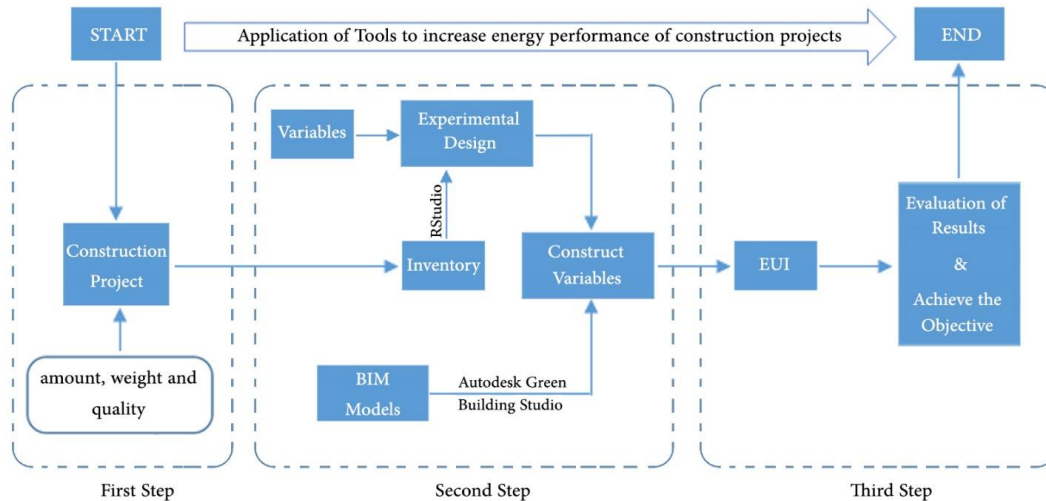 START
Application of Tools to increase energy performance of construction projects
END
Construction
Project
amount, weight and
quality
First Step
Variables
Experimental
Design
RStudio
Inventory
Construct
Variables
BIM
Models
Autodesk Green
Building Studio
Second Step
EUI
Evaluation of
Results
&
Achieve the
Objective
Third Step